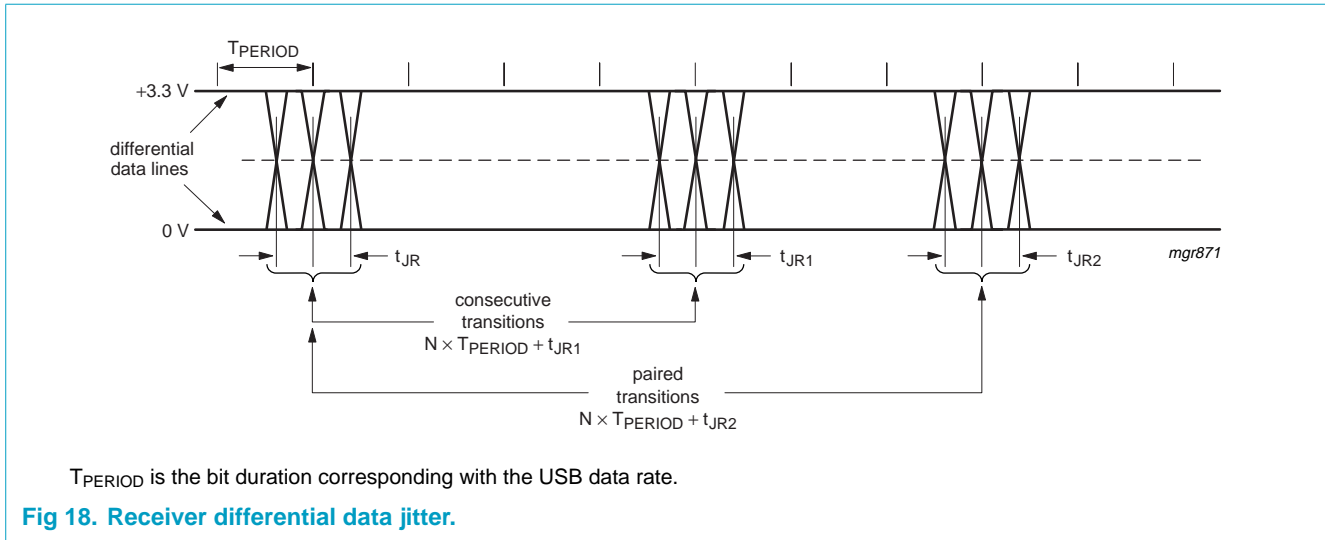 TPERIOD
+3.3 V
differential
data lines
0 V
tJR
tJR1
tJR2
mgr871
consecutive
transitions
N × TPERIOD + tJR1
paired
transitions
N × TPERIOD + tJR2
TPERIOD is the bit duration corresponding with the USB data rate.
Fig 18. Receiver differential data jitter.